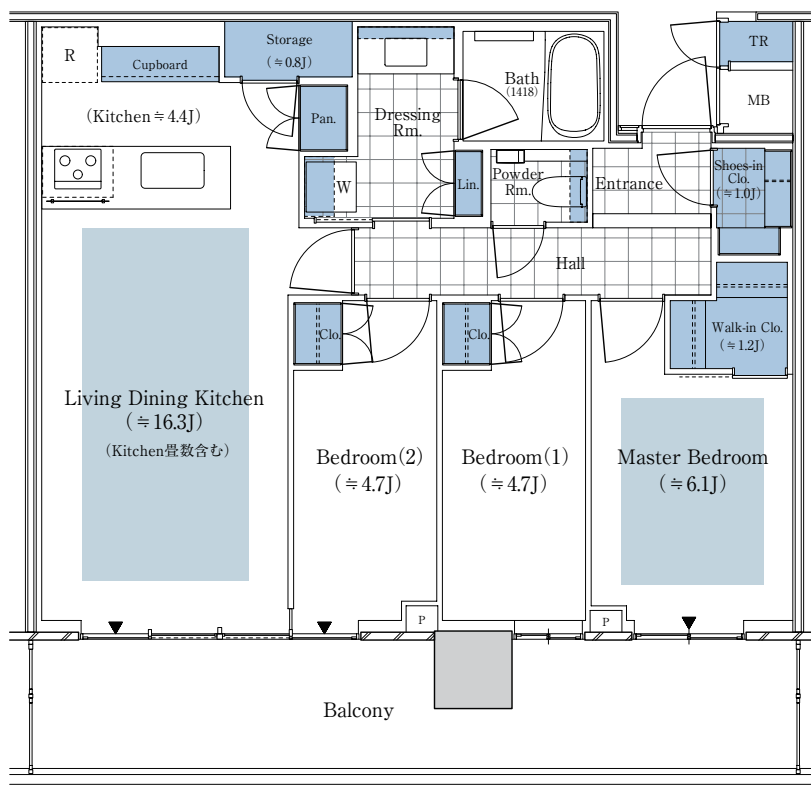 R
Cupboard
Storage
(≒0.8J)
TR
MB
Bath
(1418)
(Kitchen≒4.4J)
Pan.
Dressing
Rm.
W
Lin.
Powder
Rm.
Entrance
Shoes-in
Clo.
(≒1.0J)
Hall
Clo.
Clo.
Walk-in Clo.
(≒1.2J)
Living Dining Kitchen
(≒16.3J)
(Kitchen畳数含む)
Bedroom(2)
(≒4.7J)
Bedroom(1)
(≒4.7J)
Master Bedroom
(≒6.1J)
P
P
Balcony